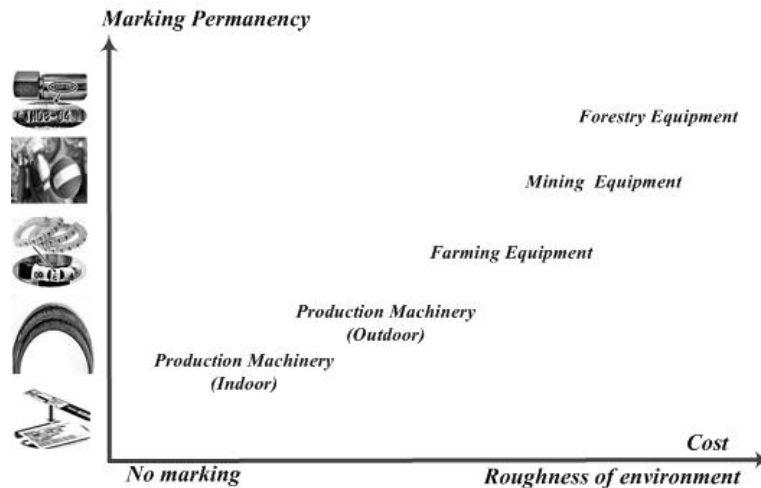 Marking Permanency
Forestry Equipment
Mining Equipment
Farming Equipment
Production Machinery
(Outdoor)
Production Machinery
(Indoor)
Cost
No marking
Roughness of environment